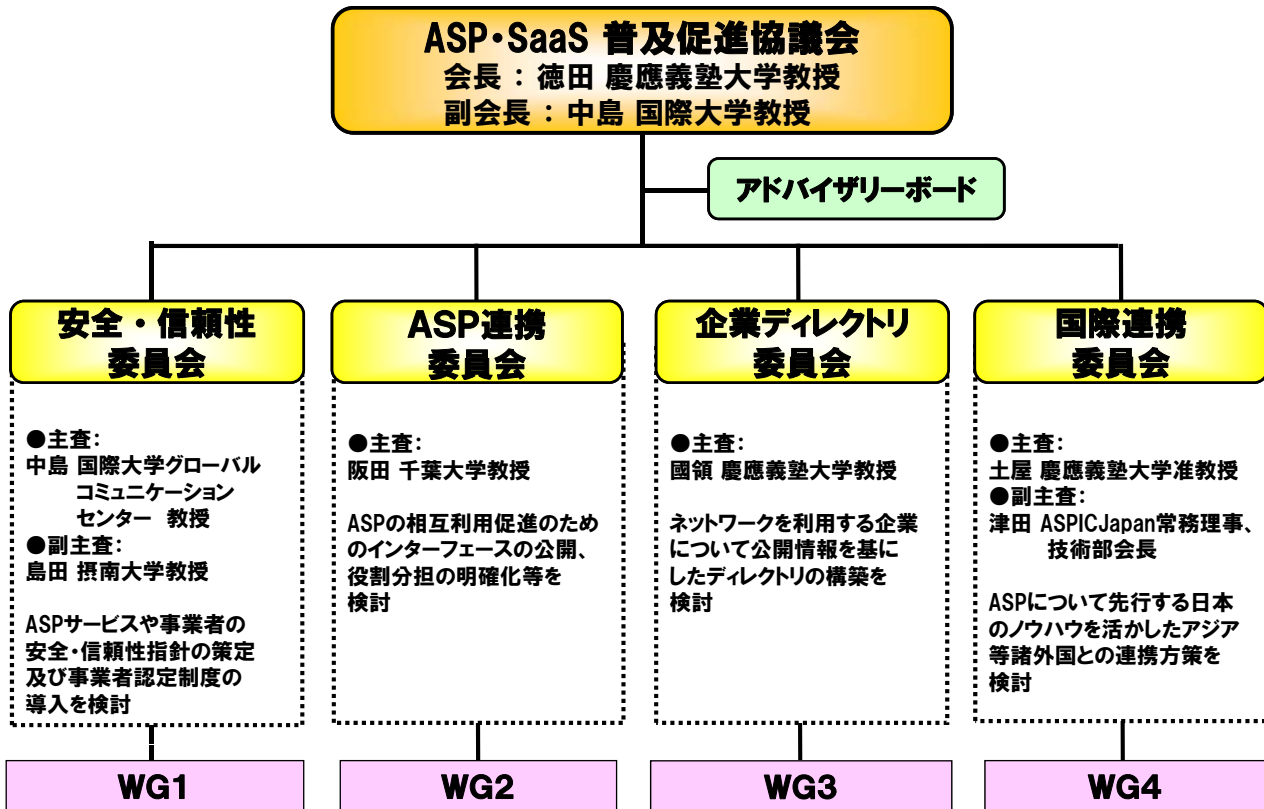 ASP・SaaS 普及促進協議会
会長 : 徳田 慶應義塾大学教授
副会長 : 中島 国際大学教授
アドバイザリーボード
安全・信頼性
委員会
●主査：
中島 国際大学グローバル
コミュニケーション
センター 教授
●副主査：
島田 摂南大学教授
ASPサービスや事業者の
安全・信頼性指針の策定
及び事業者認定制度の
導入を検討
WG1
ASP連携
委員会
●主査：
阪田 千葉大学教授
ASPの相互利用促進のため
のインターフェースの公開、
役割分担の明確化等を
検討
WG2
企業ディレクトリ
委員会
●主査：
國領 慶應義塾大学教授
ネットワークを利用する企業
について公開情報を基に
したディレクトリの構築を
検討
WG3
国際連携
委員会
●主査：
土屋 慶應義塾大学准教授
●副主査：
津田 ASPICJapan常務理事、
技術部会長
ASPについて先行する日本
のノウハウを活かしたアジア
等諸外国との連携方策を
検討
WG4